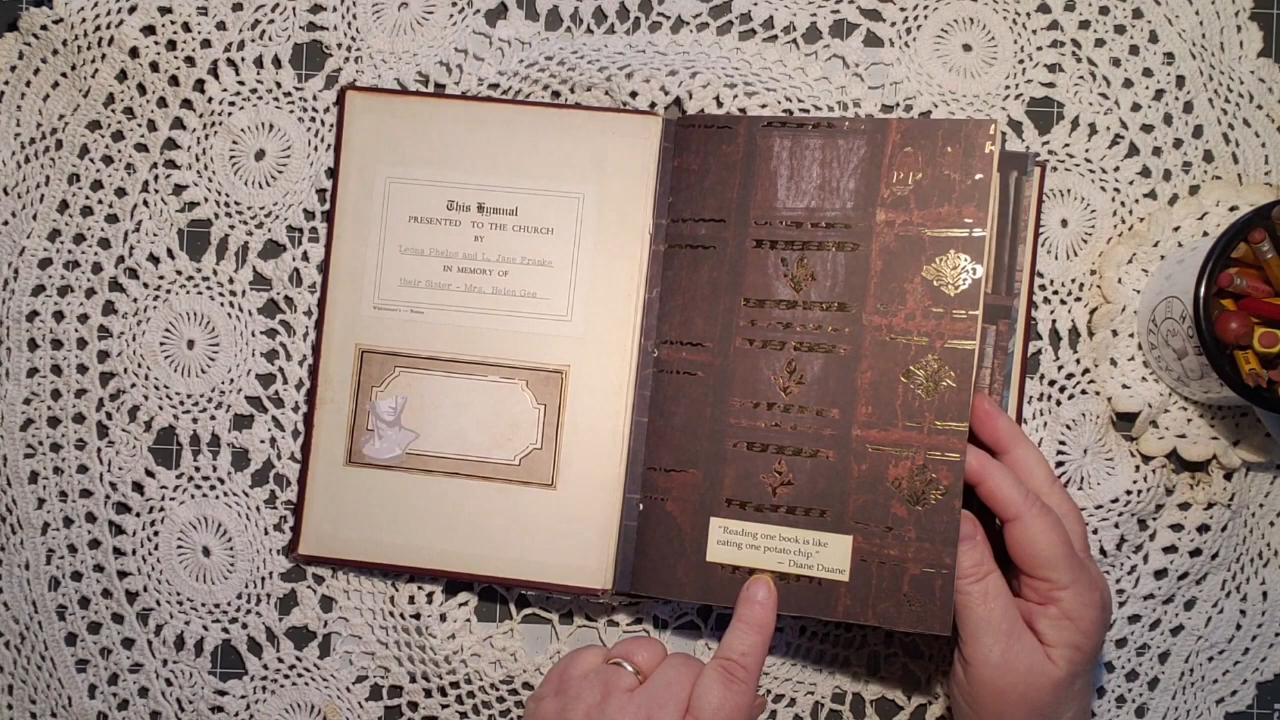 This Hymnal
PRESENTED TO THE CHURCH
BY
Leona Phelps and L. Jane Franke
IN MEMORY OF
their Sister - Mrs. Helen Gee
"Reading one book is like
eating one potato chip."
— Diane Duane